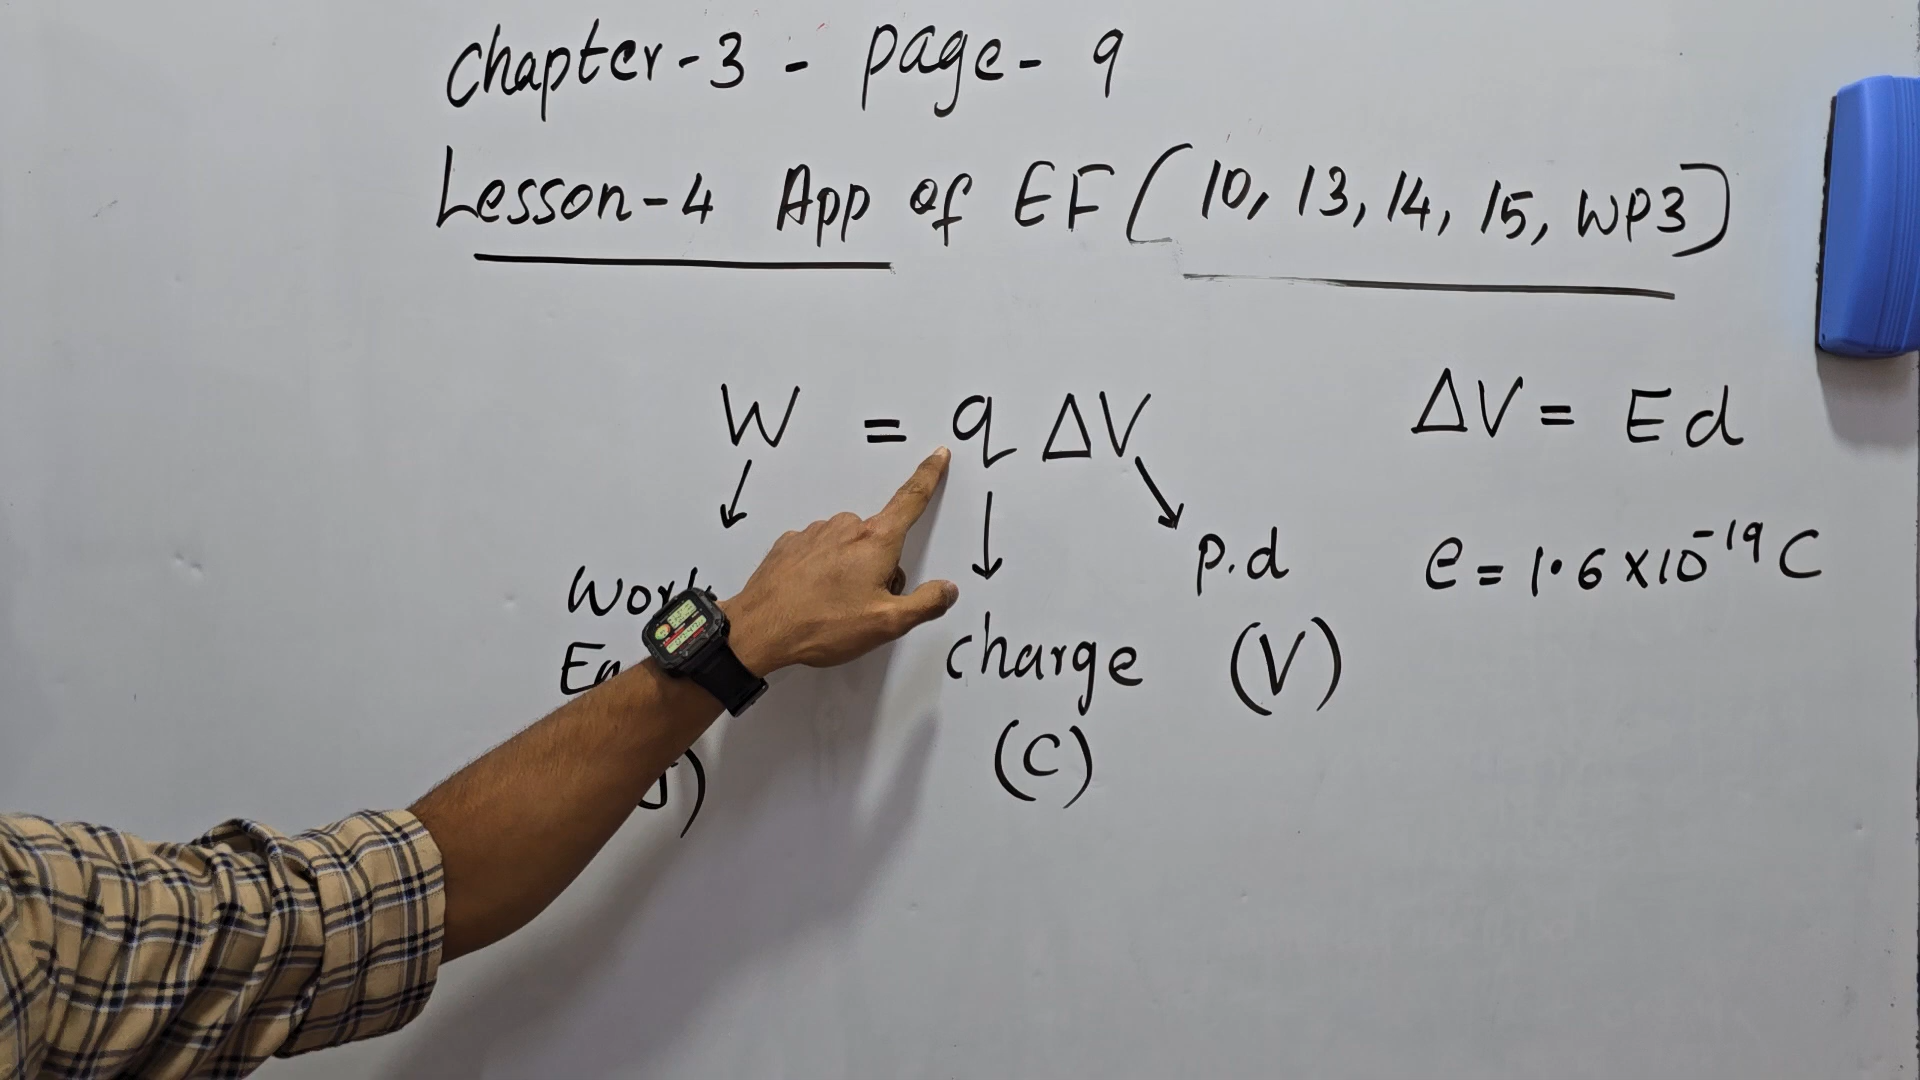 Chapter-3 - page- 9
Lesson-4 App of EF (10, 13, 14, 15, WP3)
W = q ΔV
ΔV = Ed
p.d
(V)
e = 1.6 x 10⁻¹⁹ C
charge
(C)